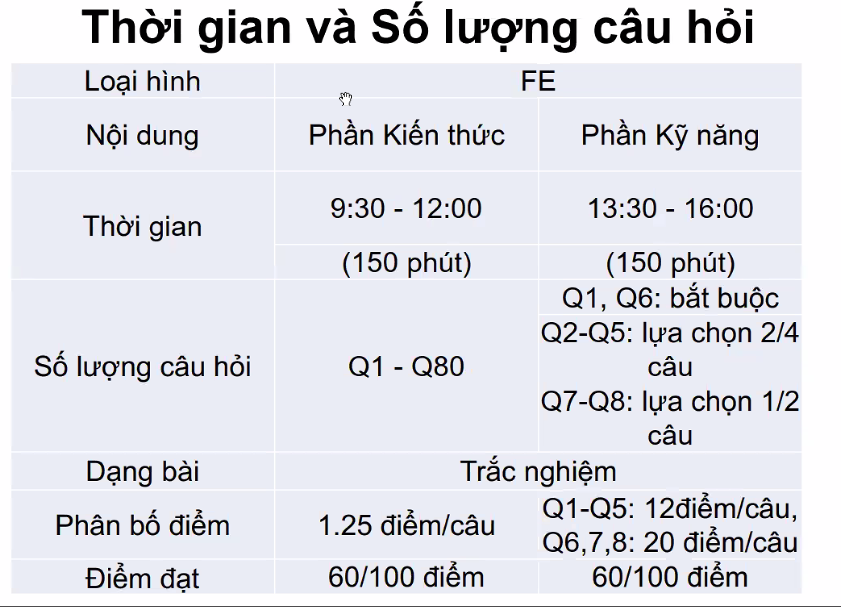 Thời gian và Số lượng câu hỏi
Loại hình
FE
Nội dung
Phần Kiến thức
Phần Kỹ năng
Thời gian
9:30 - 12:00
13:30 - 16:00
(150 phút)
(150 phút)
Số lượng câu hỏi
Q1 - Q80
Q1, Q6: bắt buộc
Q2-Q5: lựa chọn 2/4
câu
Q7-Q8: lựa chọn 1/2
câu
Dạng bài
Trắc nghiệm
Phân bố điểm
1.25 điểm/câu
Q1-Q5: 12điểm/câu,
Q6,7,8: 20 điểm/câu
Điểm đạt
60/100 điểm
60/100 điểm